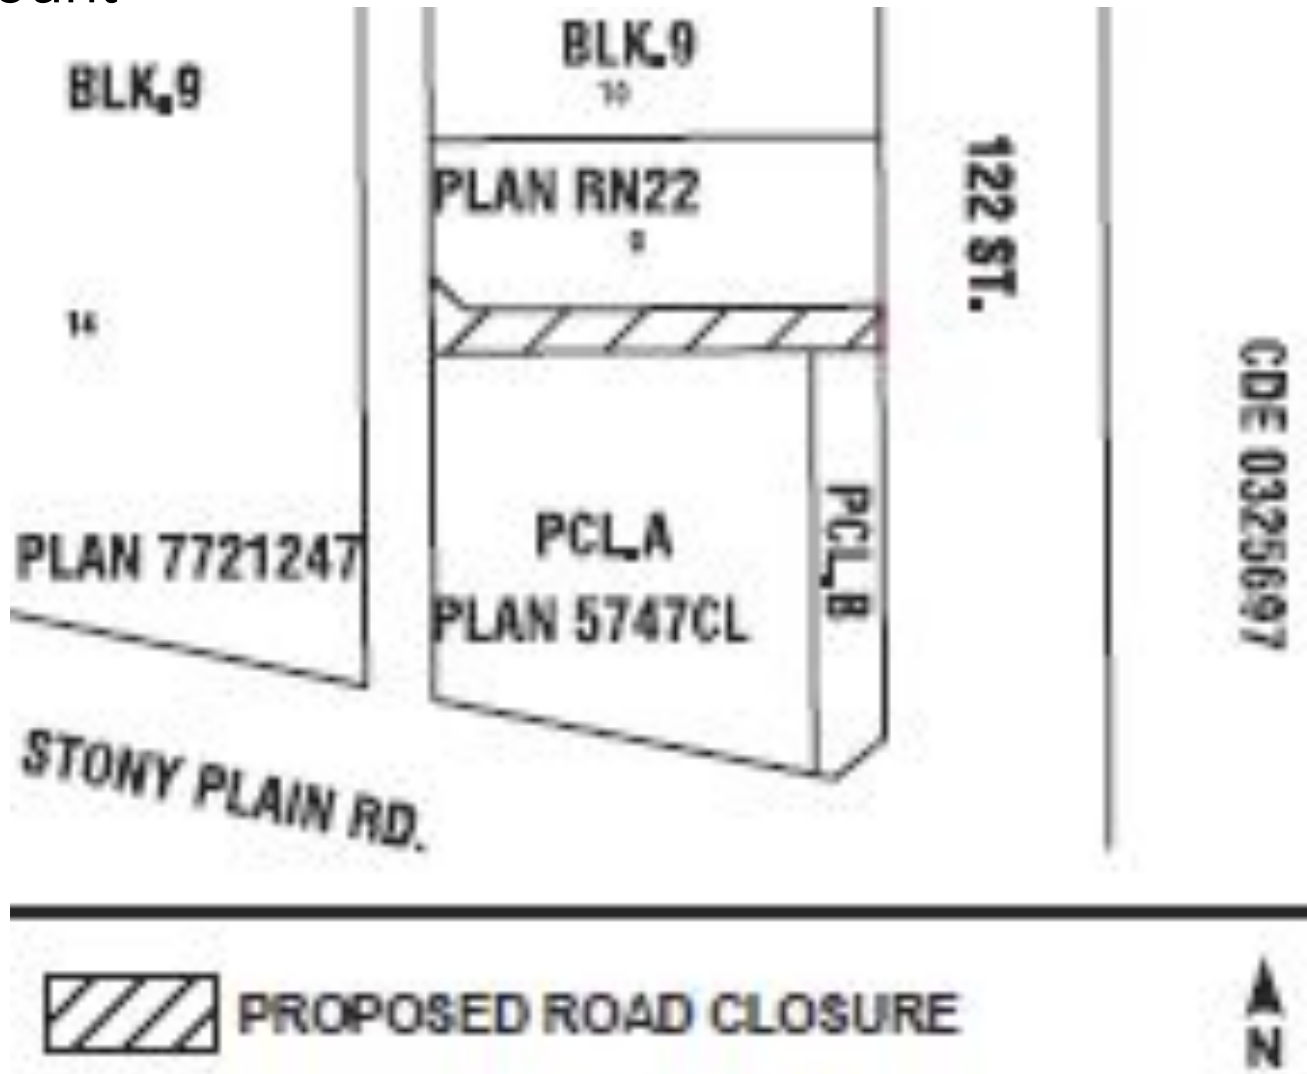 BLK.9
BLK.9
10
PLAN RN22
122 ST.
14
CDE 0325697
PLAN 7721247
PCL.A
PLAN 5747CL
PCL.B
STONY PLAIN RD.
PROPOSED ROAD CLOSURE
N